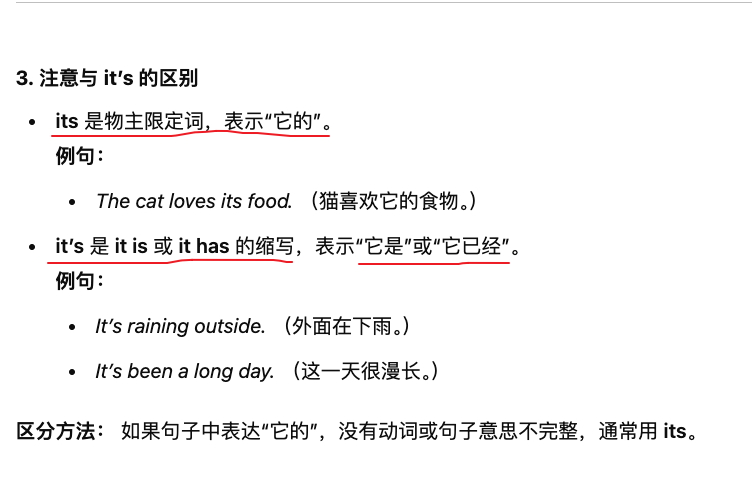 3. 注意与 it’s 的区别
• its 是物主限定词，表示“它的”。
例句：
• The cat loves its food. （猫喜欢它的食物。）
• it’s 是 it is 或 it has 的缩写，表示“它是”或“它已经”。
例句：
• It’s raining outside. （外面在下雨。）
• It’s been a long day. （这一天很漫长。）
区分方法： 如果句子中表达“它的”，没有动词或句子意思不完整，通常用 its。